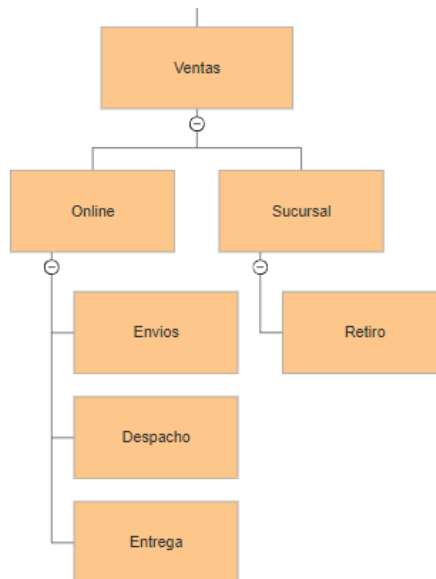 Ventas
Online
Sucursal
Envios
Retiro
Despacho
Entrega